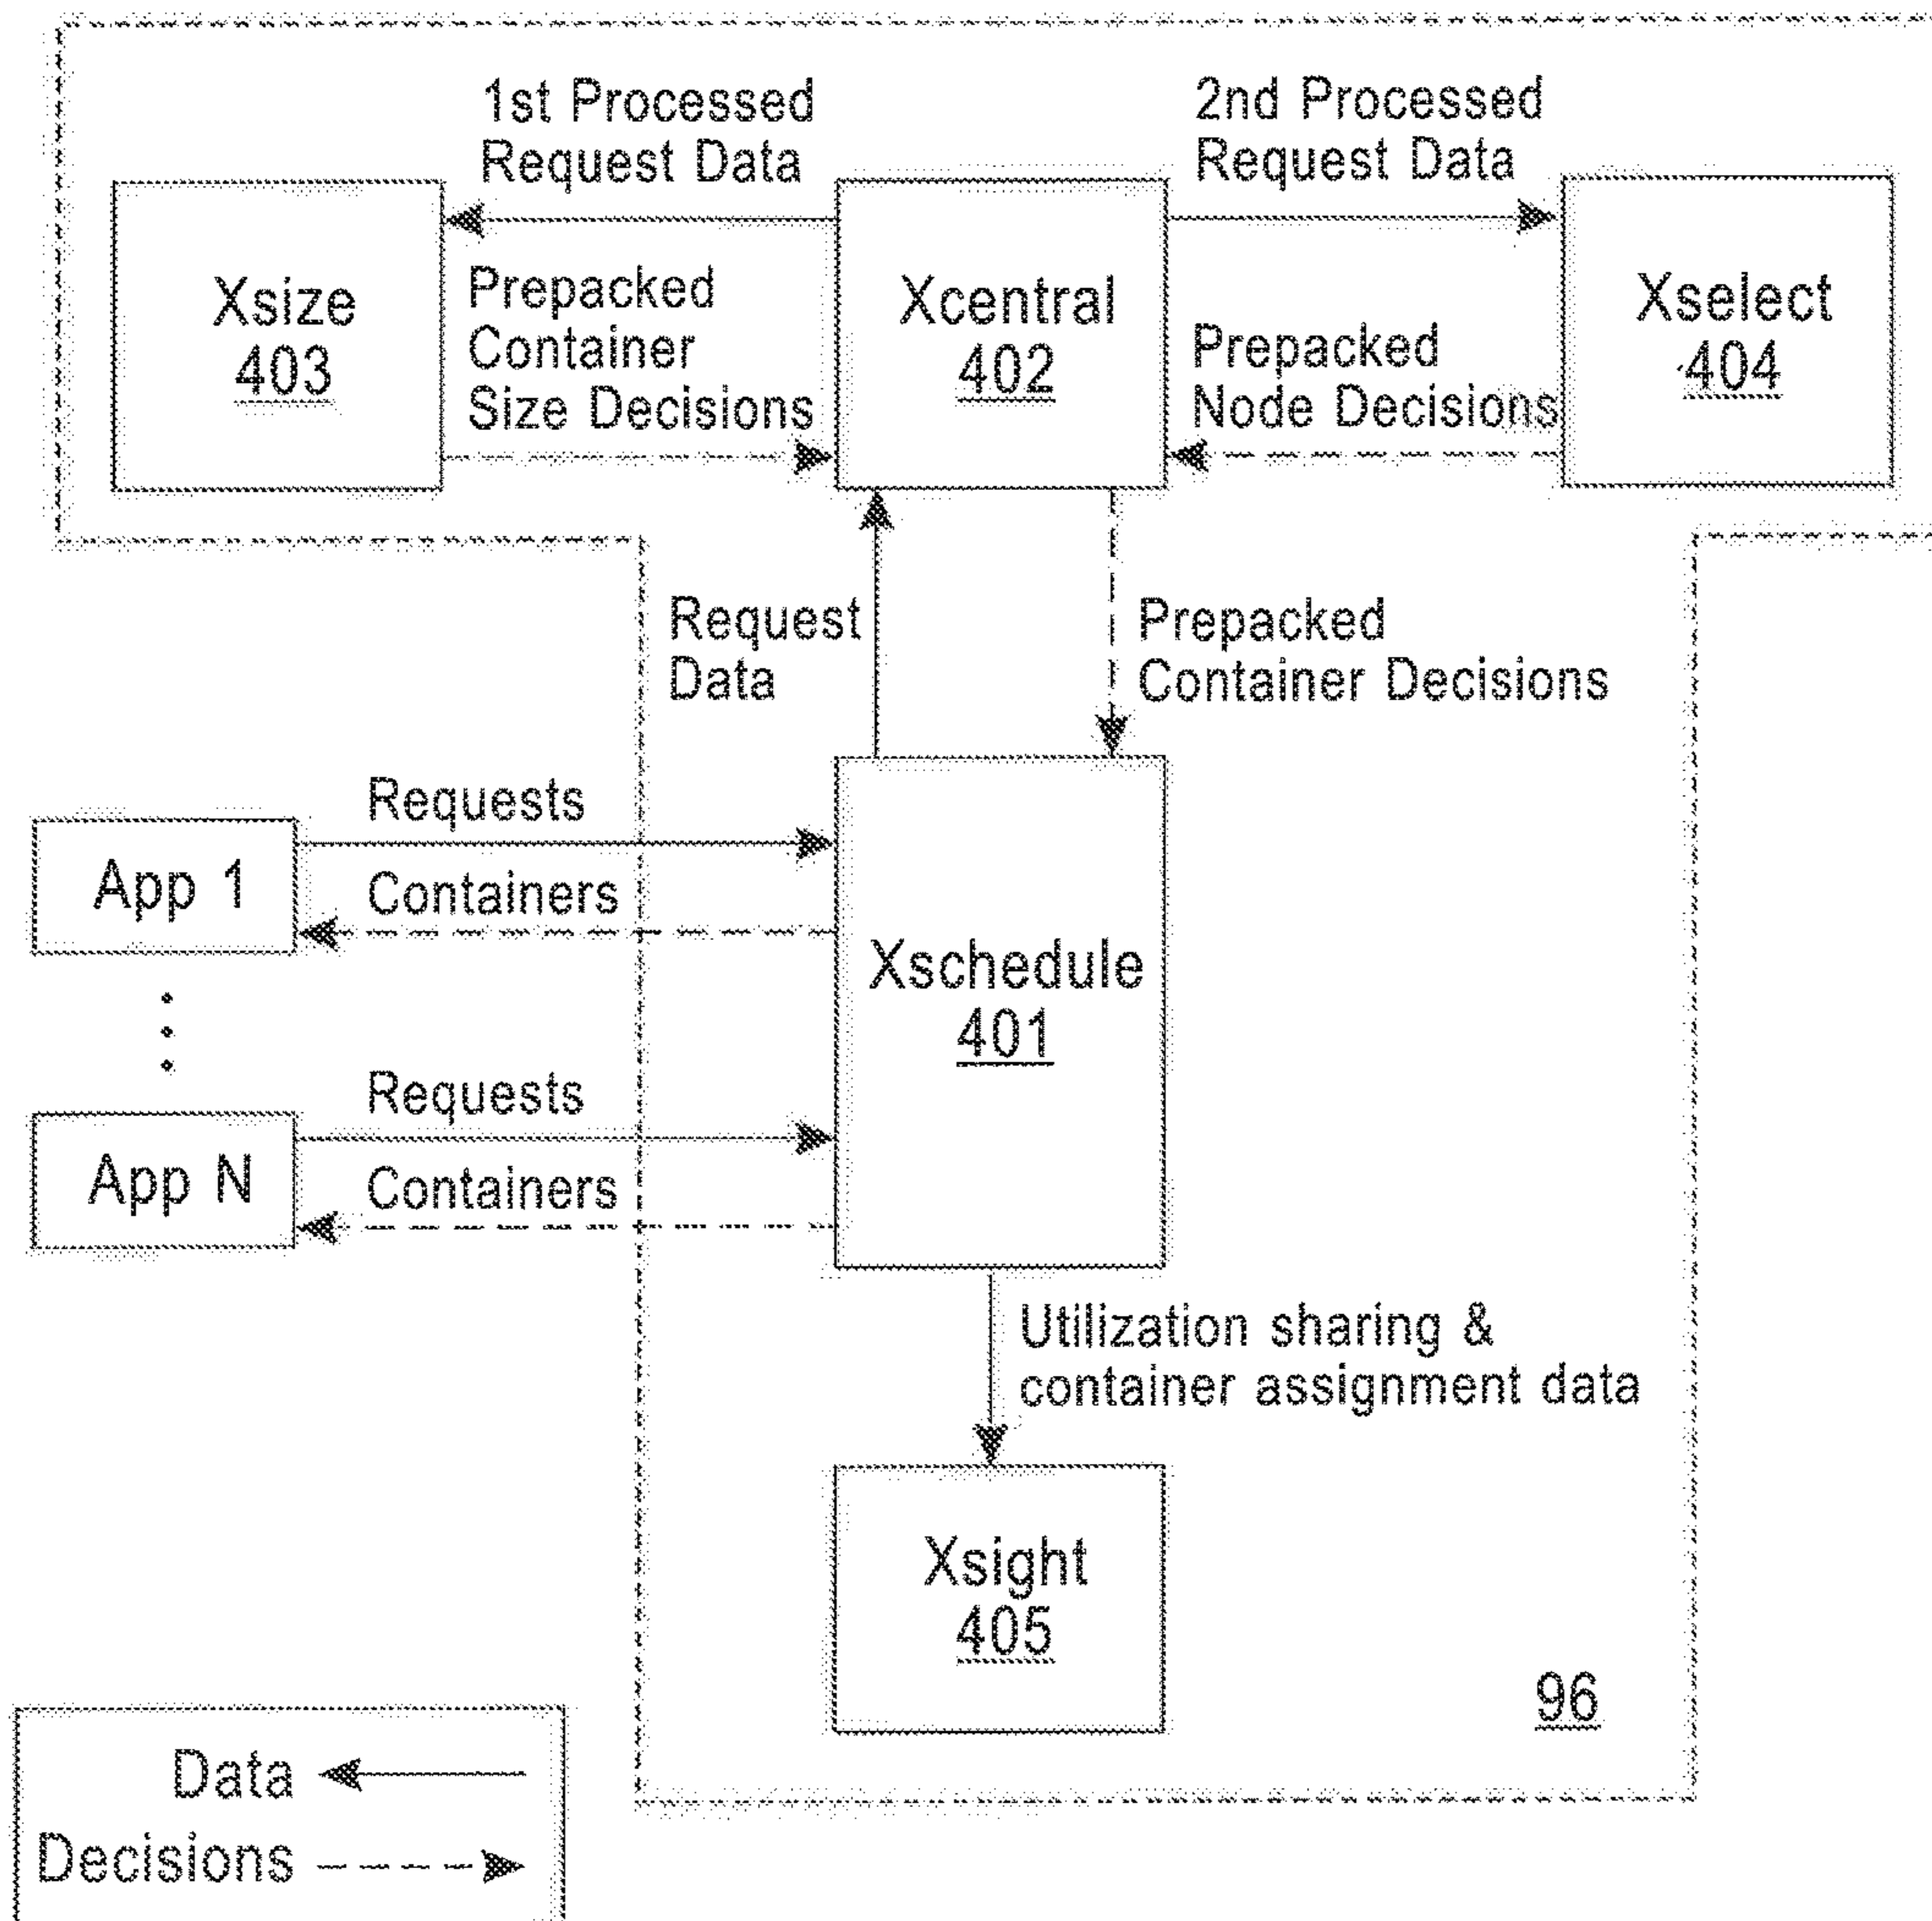 1st Processed
Request Data
2nd Processed
Request Data
Xsize
403
Prepacked
Container
Size Decisions
Xcentral
402
Prepacked
Node Decisions
Xselect
404
Request
Data
Prepacked
Container Decisions
App 1
Requests
Containers
Xschedule
401
App N
Requests
Containers
Utilization sharing &
container assignment data
Xsight
405
96
Data
Decisions